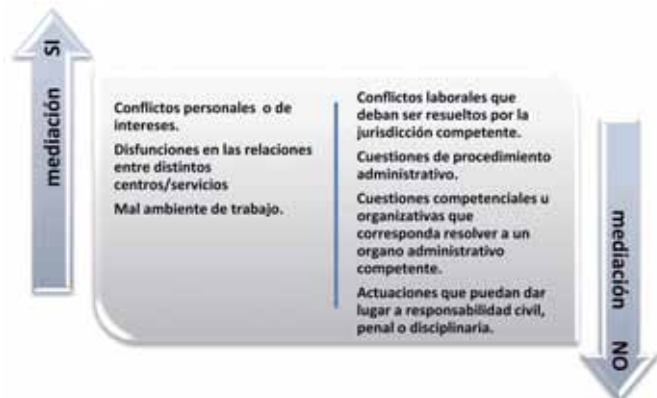 mediación SI
Conflictos personales o de
intereses.
Disfunciones en las relaciones
entre distintos
centros/servicios
Mal ambiente de trabajo.
Conflictos laborales que
deban ser resueltos por la
jurisdicción competente.
Cuestiones de procedimiento
administrativo.
Cuestiones competenciales u
organizativas que
corresponda resolver a un
organo administrativo
competente.
Actuaciones que puedan dar
lugar a responsabilidad civil,
penal o disciplinaria.
mediación NO